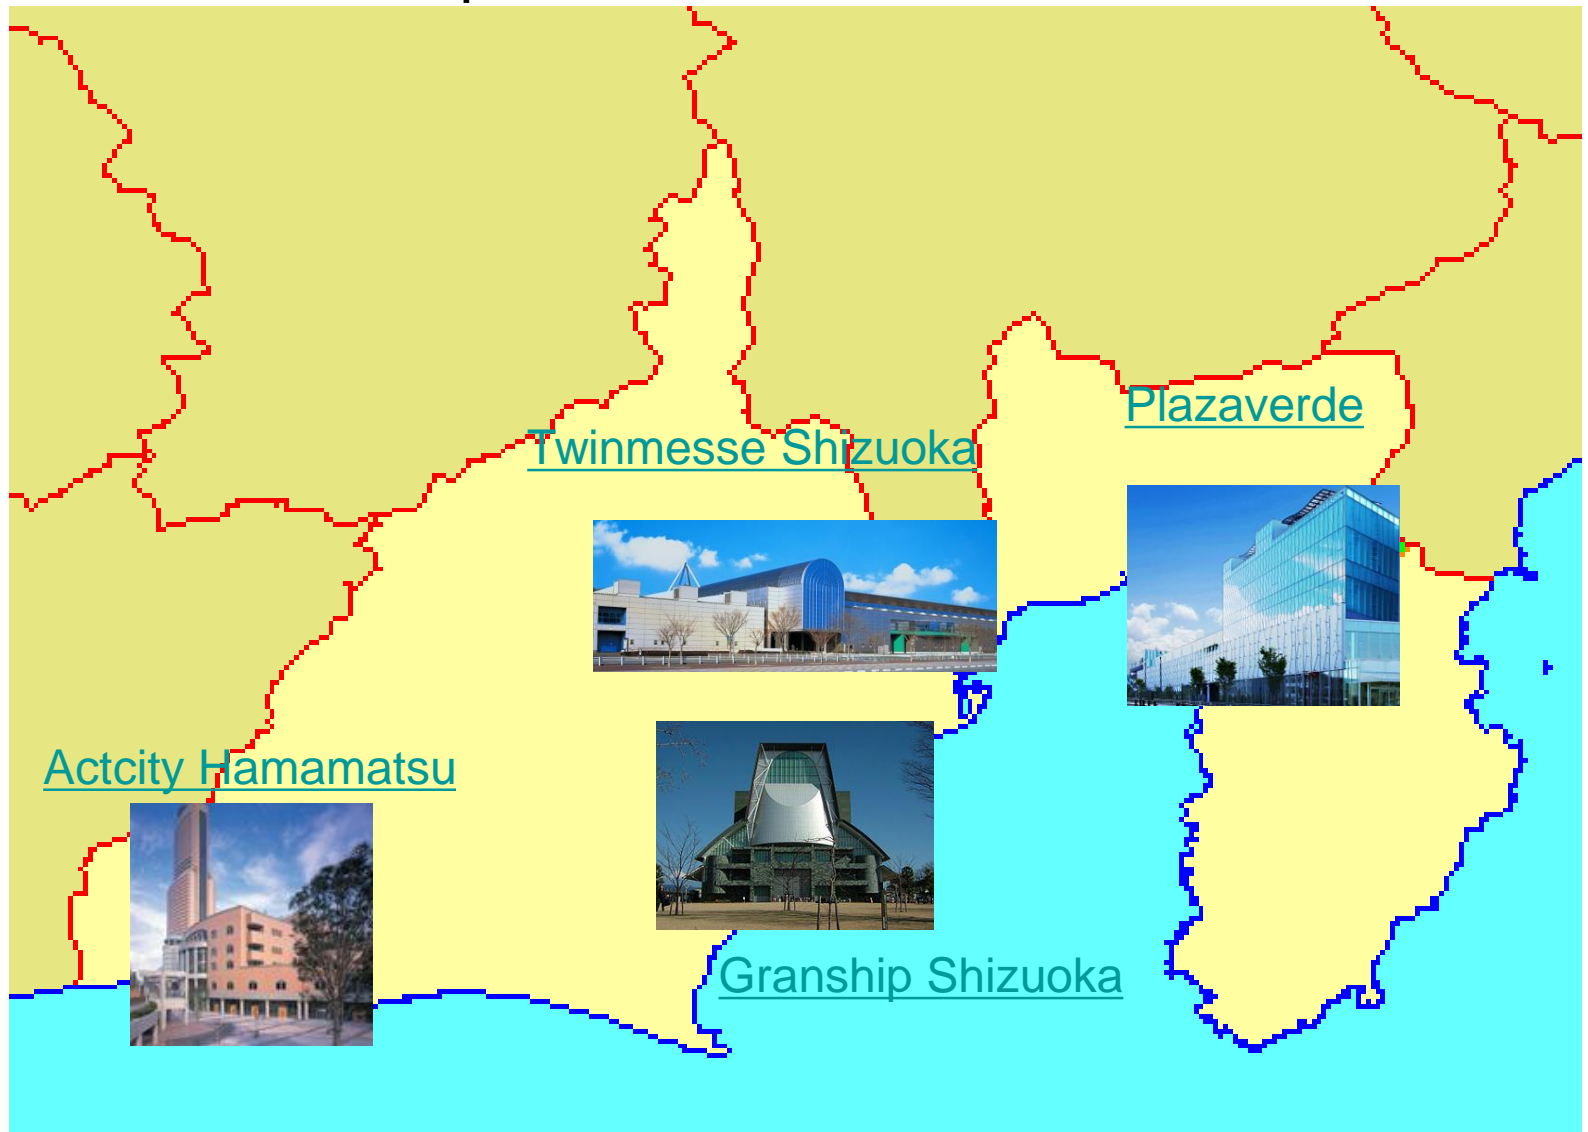 Plazaverde
Twinmesse Shizuoka
Actcity Hamamatsu
Granship Shizuoka